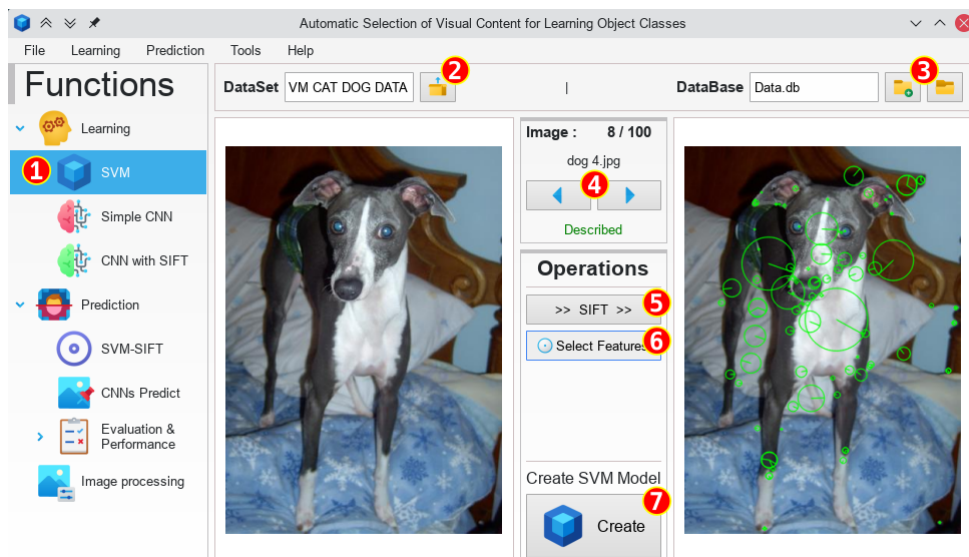 Automatic Selection of Visual Content for Learning Object Classes
File Learning Prediction Tools Help
Functions
DataSet VM CAT DOG DATA 2 | DataBase Data.db 3
Learning
1 SVM
Simple CNN
CNN with SIFT
Prediction
SVM-SIFT
CNNs Predict
Evaluation &
Performance
Image processing
Image : 8 / 100
dog 4.jpg
4
Described
Operations
>> SIFT >> 5
Select Features 6
Create SVM Model
7
Create